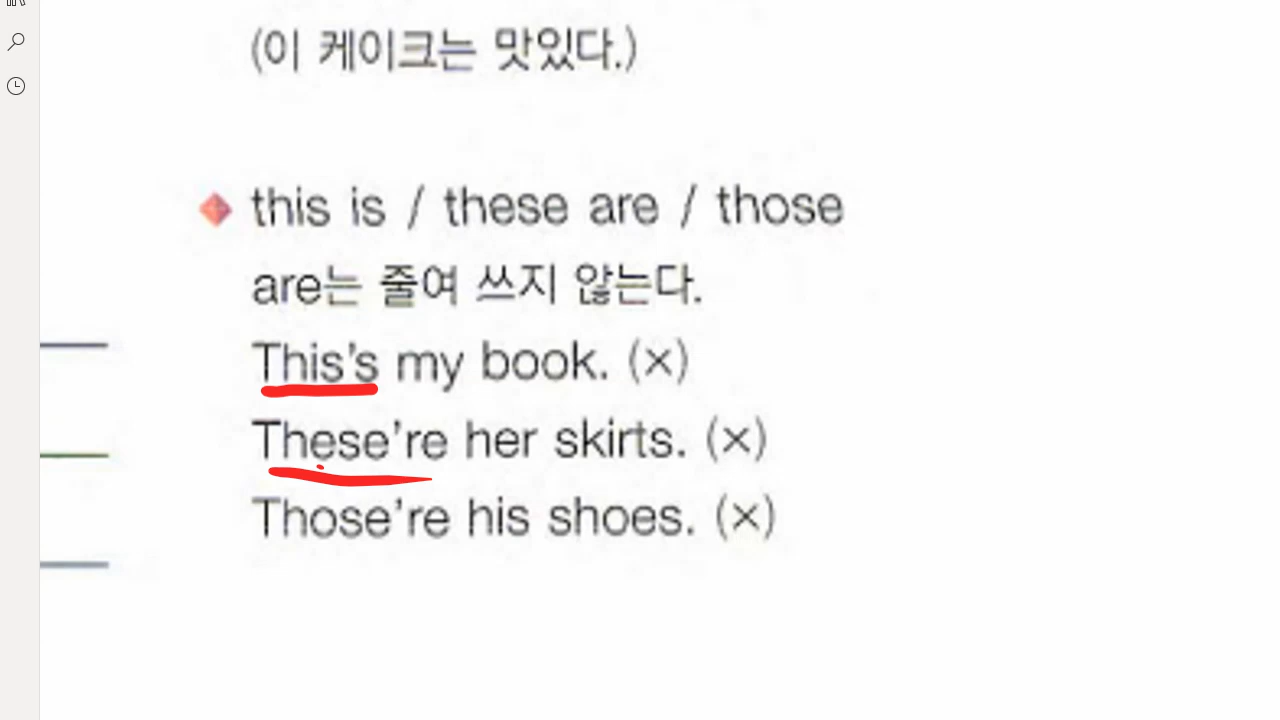 (이 케이크는 맛있다.)
this is / these are / those
are는 줄여 쓰지 않는다.
This's my book. (×)
These're her skirts. (×)
Those're his shoes. (×)